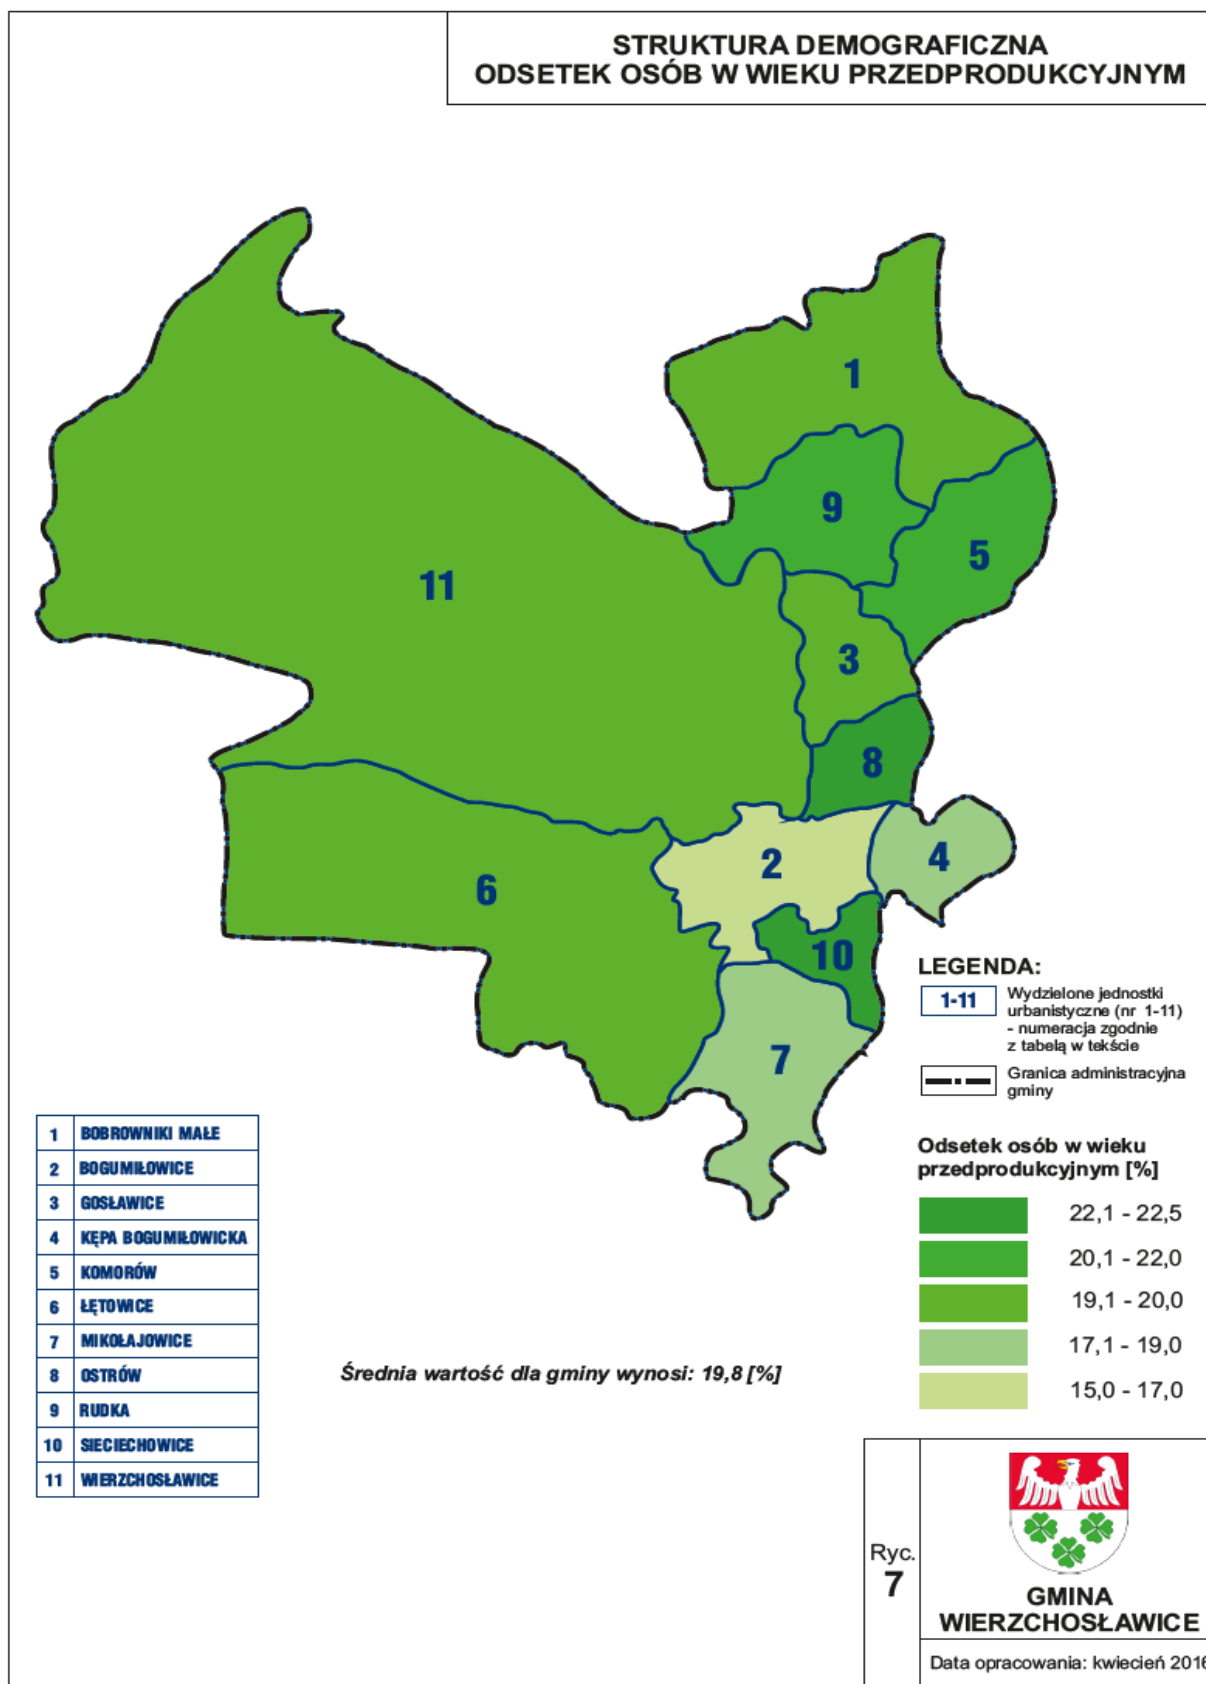 STRUKTURA DEMOGRAFICZNA
ODSETEK OSÓB W WIEKU PRZEDPRODUKCYJNYM
1
9
5
11
3
8
2
4
6
10
7
LEGENDA:
1-11
Wydzielone jednostki
urbanistyczne (nr 1-11)
- numeracja zgodnie
z tabelą w tekście
Granica administracyjna
gminy
1 BOBROWNIKI MAŁE
2 BOGUMIŁOWICE
3 GOSŁAWICE
4 KĘPA BOGUMIŁOWICKA
5 KOMORÓW
6 ŁĘTOWICE
7 MIKOŁAJOWICE
8 OSTRÓW
9 RUDKA
10 SIECIECHOWICE
11 WIERZCHOSŁAWICE
Odsetek osób w wieku
przedprodukcyjnym [%]
22,1 - 22,5
20,1 - 22,0
19,1 - 20,0
17,1 - 19,0
15,0 - 17,0
Średnia wartość dla gminy wynosi: 19,8 [%]
Ryc.
7
GMINA
WIERZCHOSŁAWICE
Data opracowania: kwiecień 2016